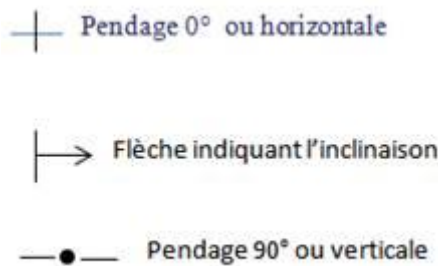 Pendage 0° ou horizontale
Flèche indiquant l'inclinaison
Pendage 90° ou verticale